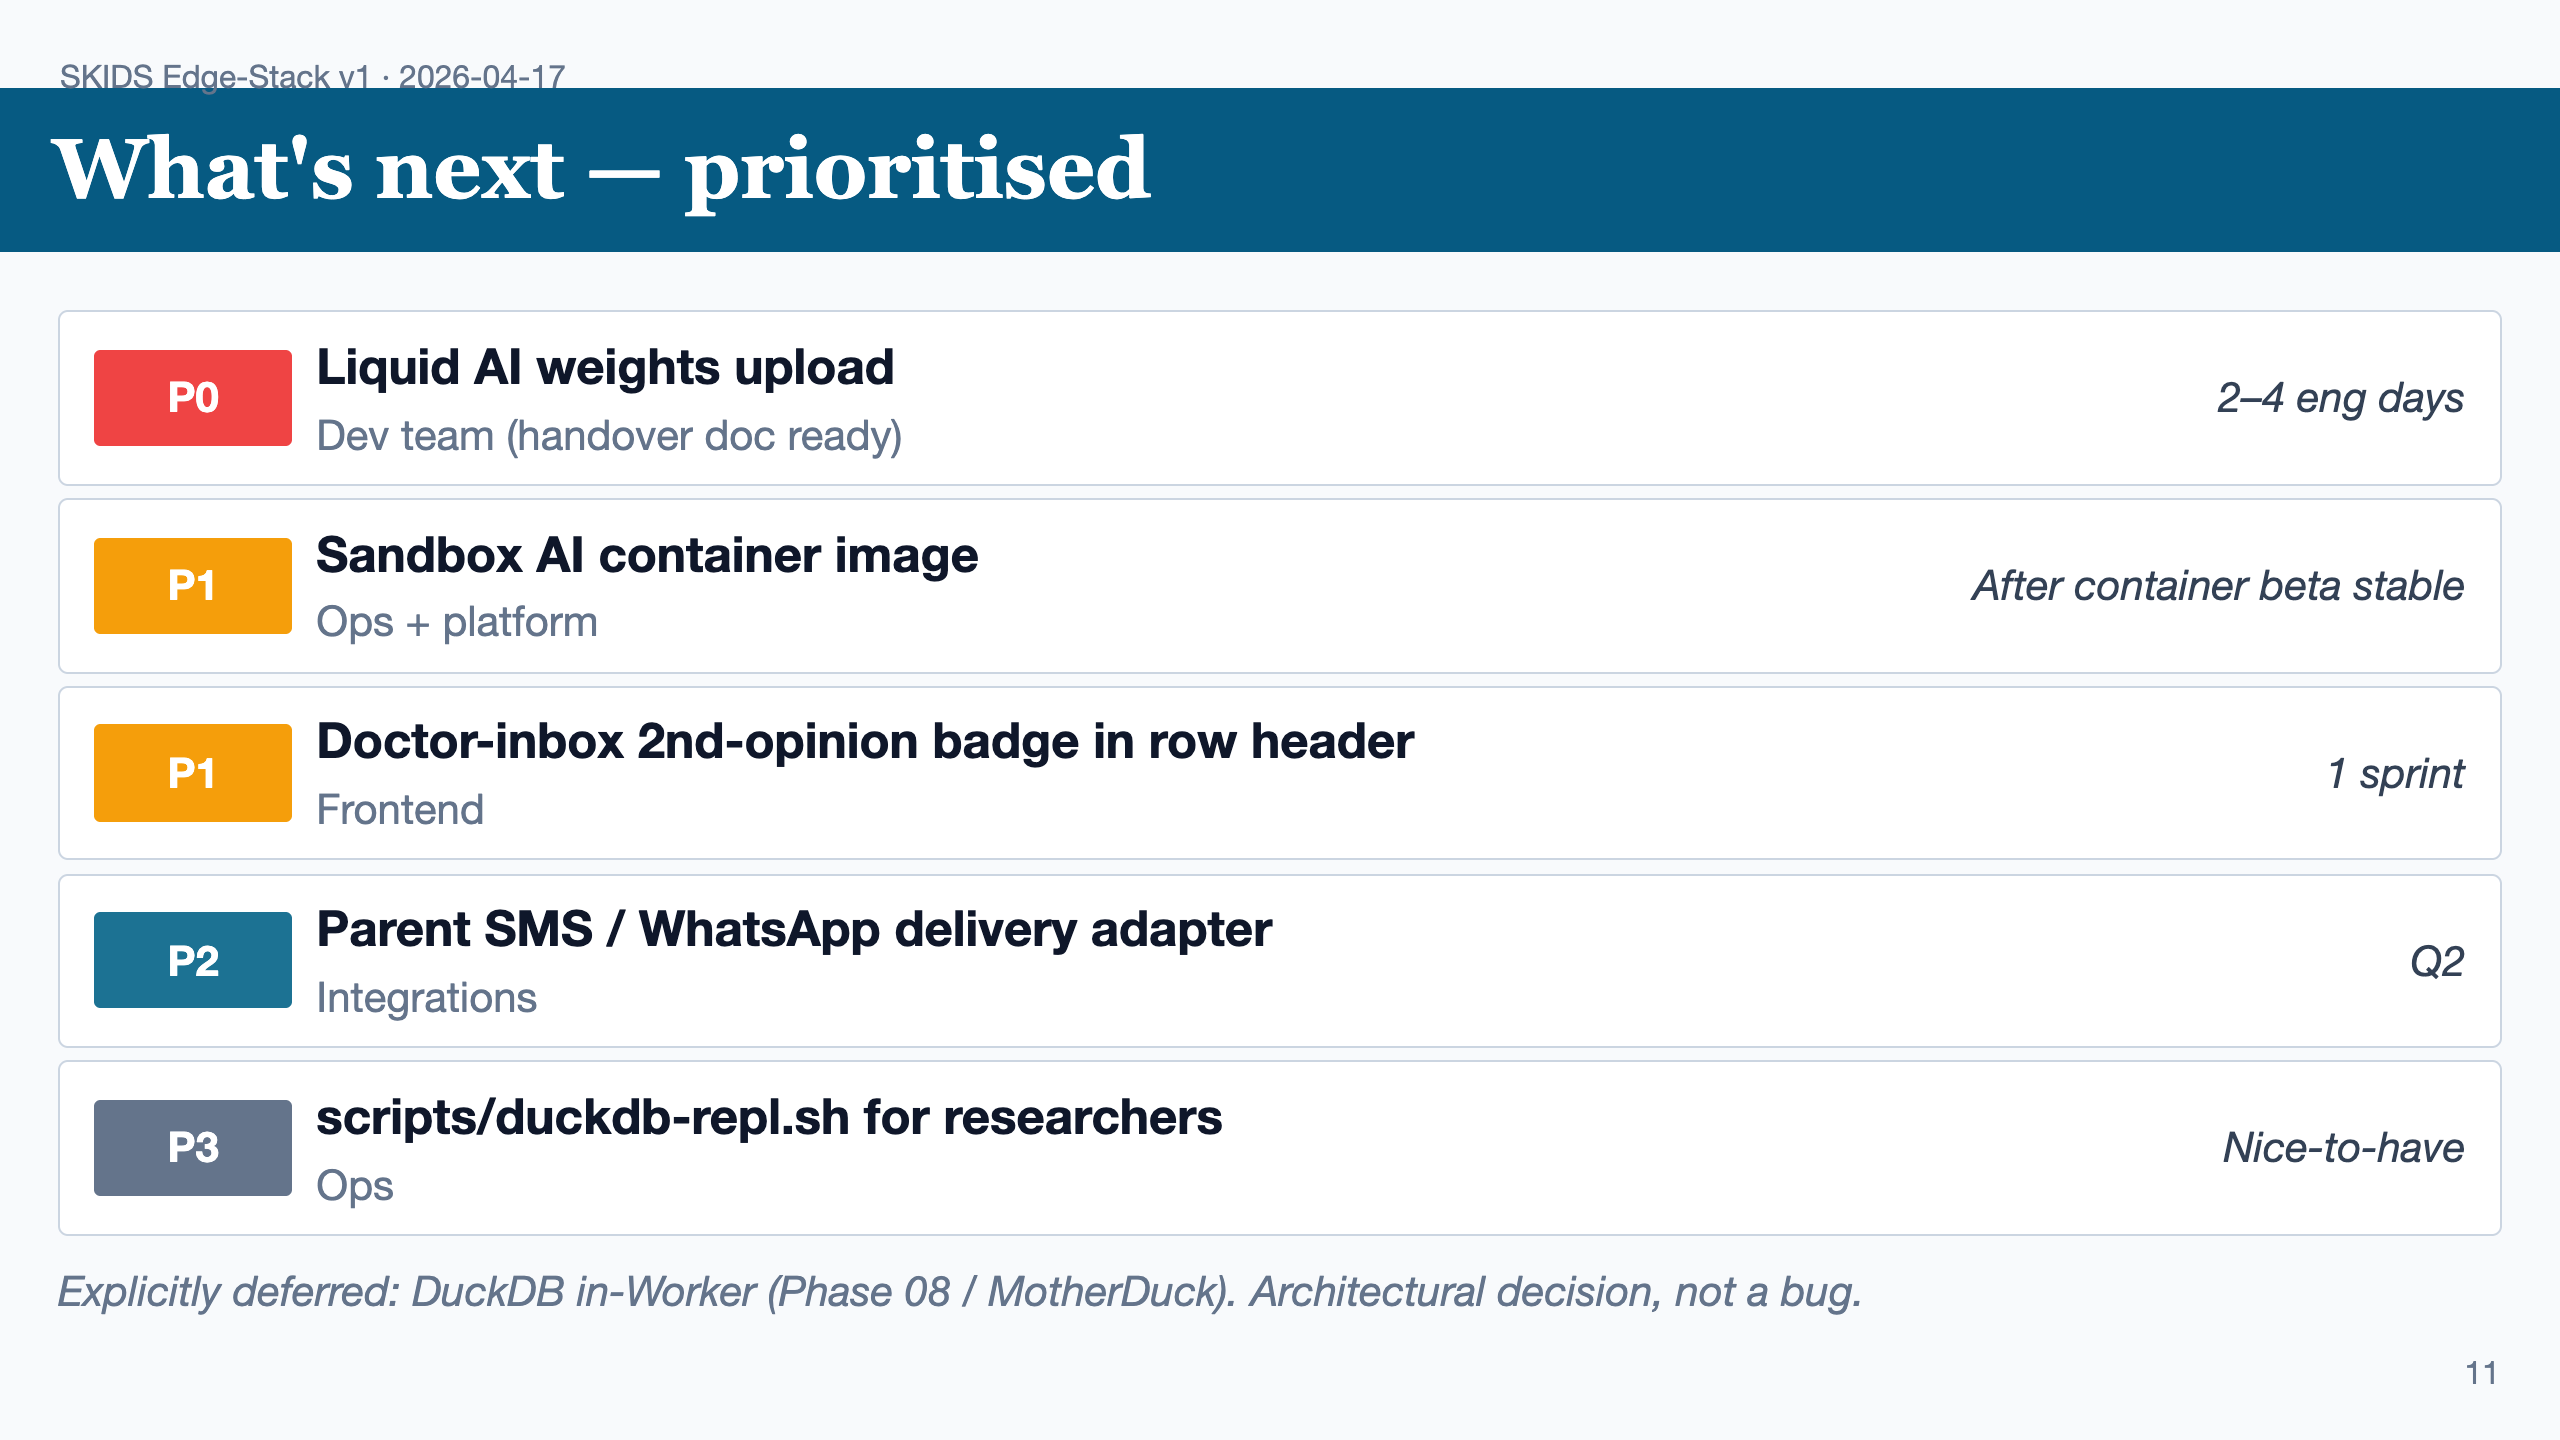 SKIDS Edge-Stack v1 · 2026-04-17
What's next — prioritised
P0
Liquid AI weights upload
Dev team (handover doc ready)
2–4 eng days
P1
Sandbox AI container image
Ops + platform
After container beta stable
P1
Doctor-inbox 2nd-opinion badge in row header
Frontend
1 sprint
P2
Parent SMS / WhatsApp delivery adapter
Integrations
Q2
P3
scripts/duckdb-repl.sh for researchers
Ops
Nice-to-have
Explicitly deferred: DuckDB in-Worker (Phase 08 / MotherDuck). Architectural decision, not a bug.
11